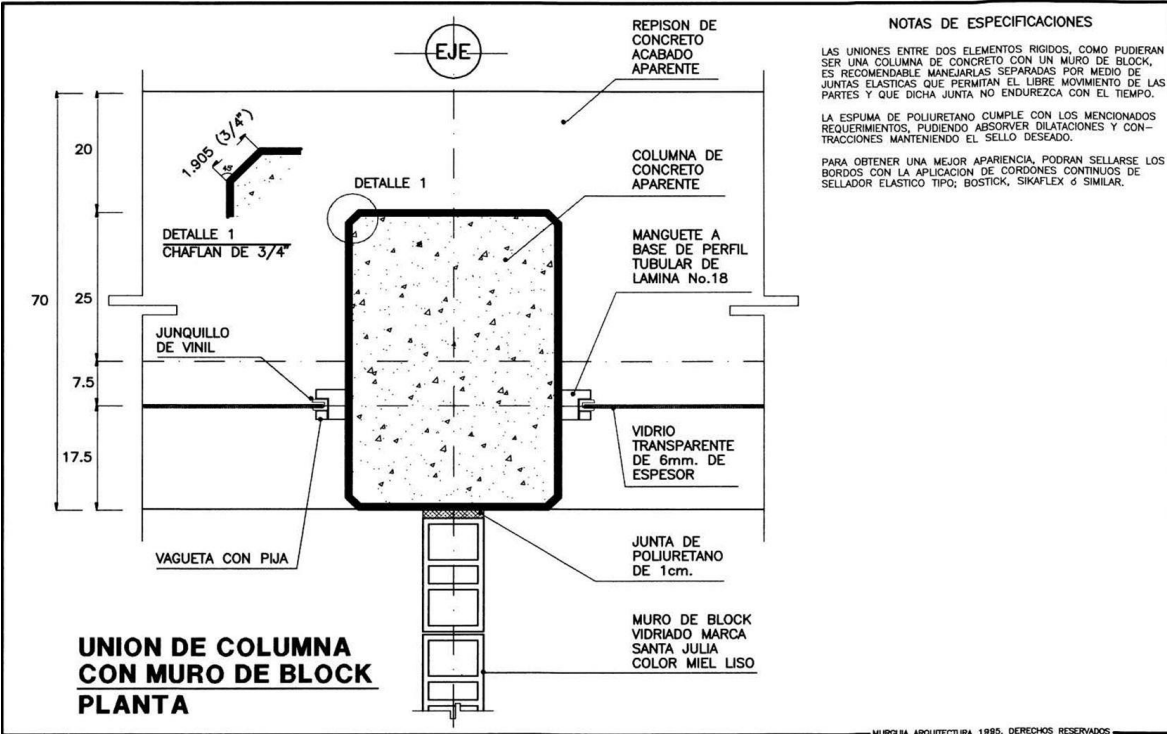 EJE
REPISON DE
CONCRETO
ACABADO
APARENTE
NOTAS DE ESPECIFICACIONES
LAS UNIONES ENTRE DOS ELEMENTOS RIGIDOS, COMO PUDIERAN
SER UNA COLUMNA DE CONCRETO CON UN MURO DE BLOCK,
ES RECOMENDABLE MANEJARLAS SEPARADAS POR MEDIO DE
JUNTAS ELASTICAS QUE PERMITAN EL LIBRE MOVIMIENTO DE LAS
PARTES Y QUE DICHA JUNTA NO ENDUREZCA CON EL TIEMPO.
LA ESPUMA DE POLIURETANO CUMPLE CON LOS MENCIONADOS
REQUERIMIENTOS, PUDIENDO ABSORVER DILATACIONES Y CON-
TRACCIONES MANTENIENDO EL SELLO DESEADO.
PARA OBTENER UNA MEJOR APARIENCIA, PODRAN SELLARSE LOS
BORDOS CON LA APLICACION DE CORDONES CONTINUOS DE
SELLADOR ELASTICO TIPO; BOSTICK, SIKAFLEX ó SIMILAR.
1.905 (3/4")
45°
DETALLE 1
CHAFLAN DE 3/4"
DETALLE 1
COLUMNA DE
CONCRETO
APARENTE
MANGUETE A
BASE DE PERFIL
TUBULAR DE
LAMINA No.18
20
70
25
7.5
17.5
JUNQUILLO
DE VINIL
VIDRIO
TRANSPARENTE
DE 6mm. DE
ESPESOR
VAGUETA CON PIJA
JUNTA DE
POLIURETANO
DE 1cm.
MURO DE BLOCK
VIDRIADO MARCA
SANTA JULIA
COLOR MIEL LISO
UNION DE COLUMNA
CON MURO DE BLOCK
PLANTA
MURGUIA ARQUITECTURA 1995. DERECHOS RESERVADOS